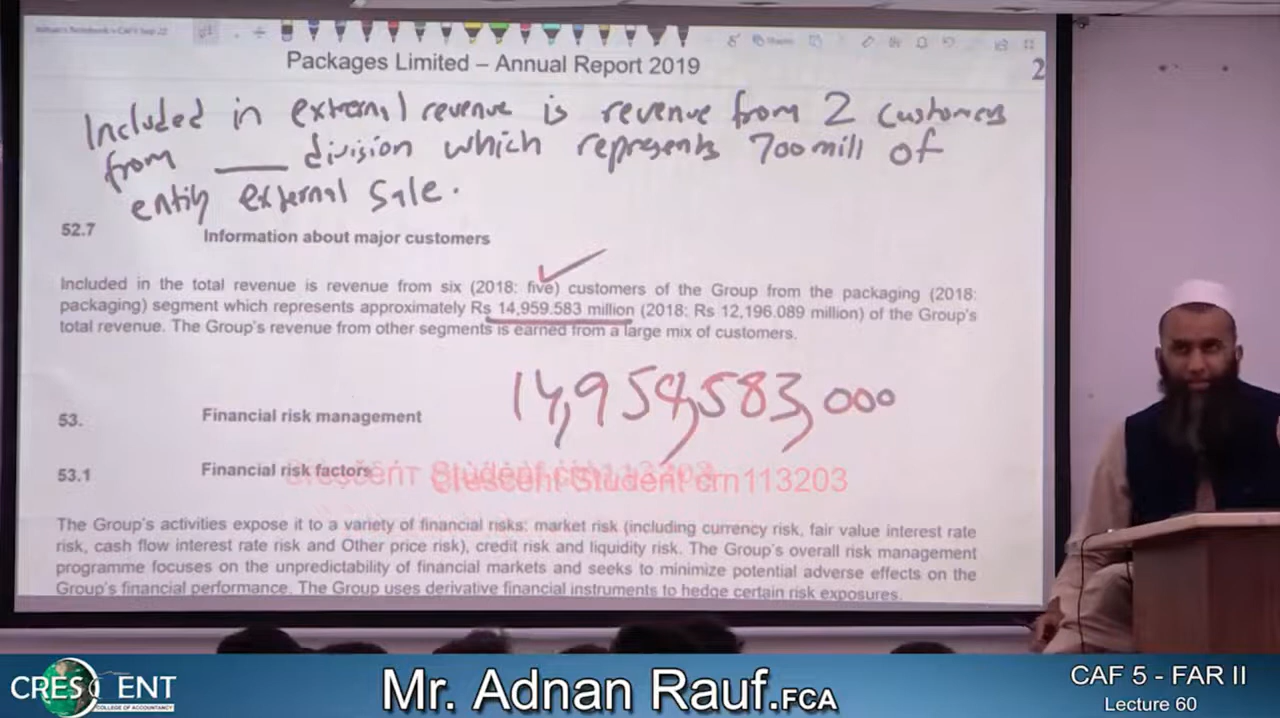 Packages Limited – Annual Report 2019
2
Included in external revenue is revenue from 2 customers
from ___ division which represents 700 mill of
entity external sale.
52.7 Information about major customers
Included in the total revenue is revenue from six (2018: five) customers of the Group from the packaging (2018:
packaging) segment which represents approximately Rs 14,959.583 million (2018: Rs 12,196.089 million) of the Group's
total revenue. The Group's revenue from other segments is earned from a large mix of customers.
14,959,583,000
53. Financial risk management
53.1 Financial risk factors
Crescent Student crn113203
The Group's activities expose it to a variety of financial risks: market risk (including currency risk, fair value interest rate
risk, cash flow interest rate risk and Other price risk), credit risk and liquidity risk. The Group's overall risk management
programme focuses on the unpredictability of financial markets and seeks to minimize potential adverse effects on the
Group's financial performance. The Group uses derivative financial instruments to hedge certain risk exposures.
CRESCENT
COLLEGE OF ACCOUNTANCY
Mr. Adnan Rauf.FCA
CAF 5 - FAR II
Lecture 60